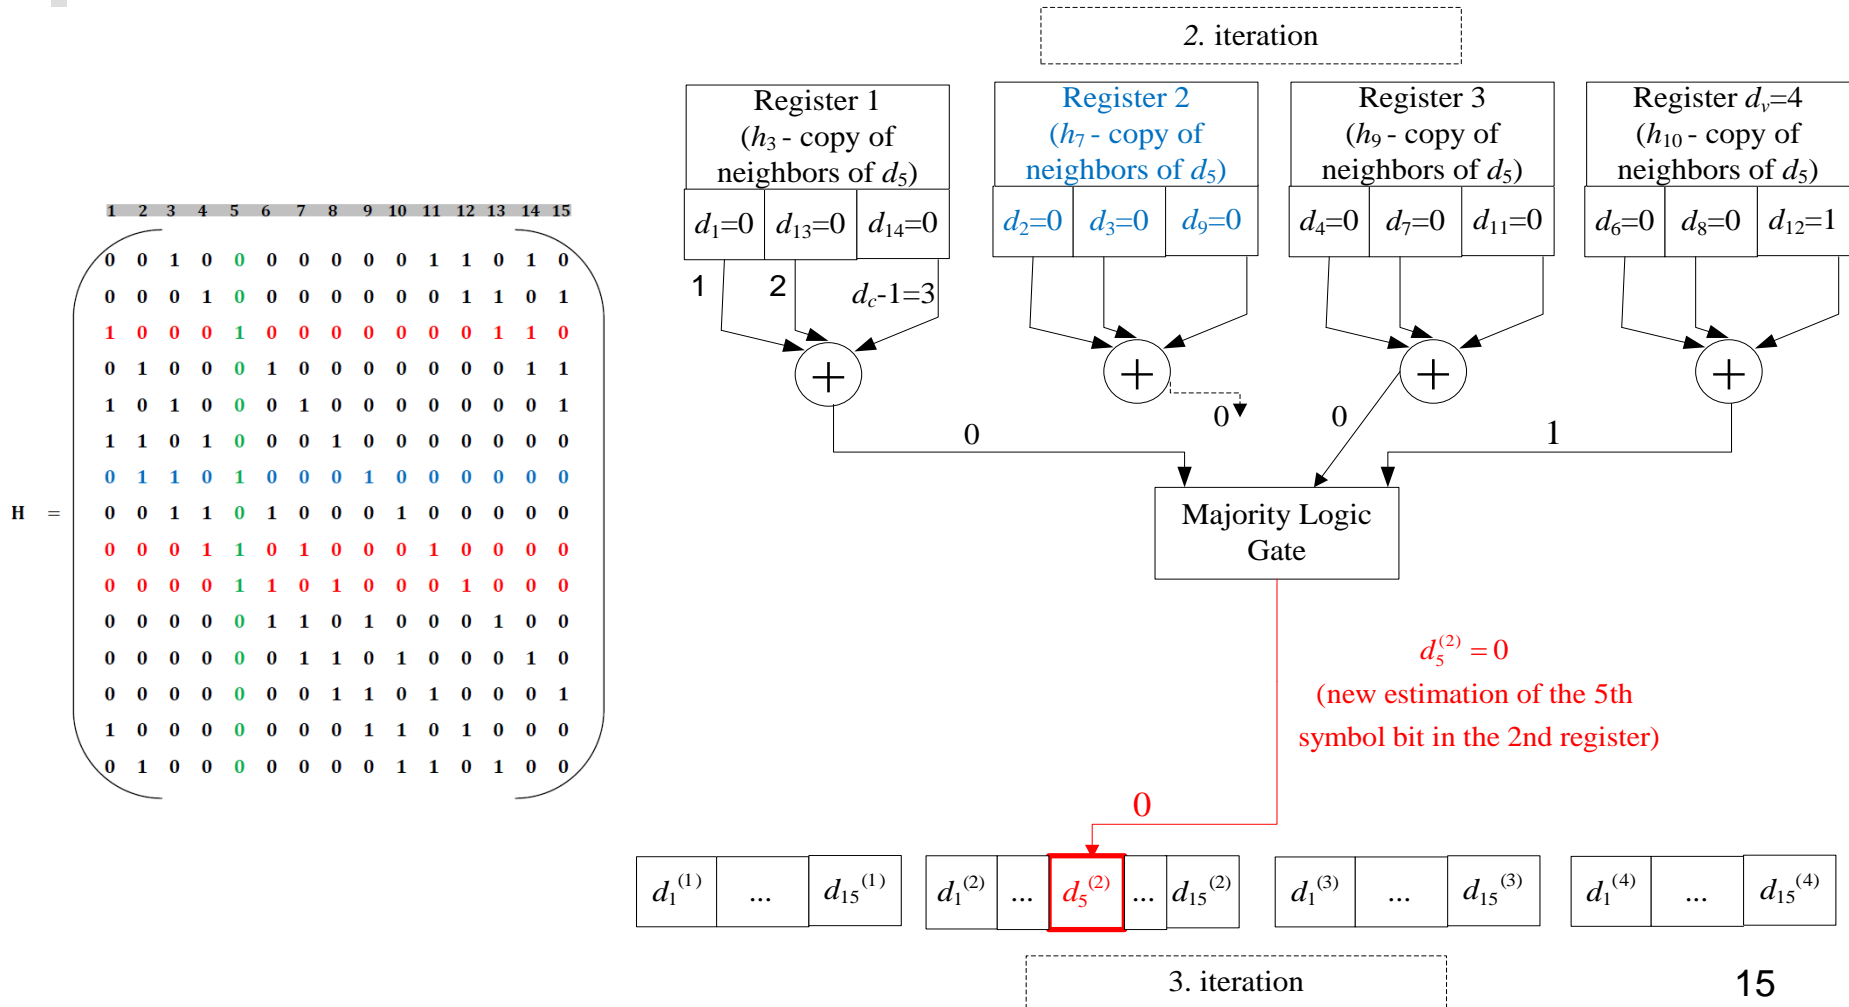 2. iteration
Register 1
(h₃ - copy of
neighbors of d₅)
d₁=0 d₁₃=0 d₁₄=0
Register 2
(h₇ - copy of
neighbors of d₅)
d₂=0 d₃=0 d₉=0
Register 3
(h₉ - copy of
neighbors of d₅)
d₄=0 d₇=0 d₁₁=0
Register dᵥ=4
(h₁₀ - copy of
neighbors of d₅)
d₆=0 d₈=0 d₁₂=1
1 2 d_c-1=3
+ + + +
0 0 0 1
Majority Logic
Gate
d₅⁽²⁾ = 0
(new estimation of the 5th
symbol bit in the 2nd register)
0
d₁⁽¹⁾ ... d₁₅⁽¹⁾
d₁⁽²⁾ ... d₅⁽²⁾ ... d₁₅⁽²⁾
d₁⁽³⁾ ... d₁₅⁽³⁾
d₁⁽⁴⁾ ... d₁₅⁽⁴⁾
3. iteration
15
1 2 3 4 5 6 7 8 9 10 11 12 13 14 15
H =
0 0 1 0 0 0 0 0 0 0 1 1 0 1 0
0 0 0 1 0 0 0 0 0 0 0 1 1 0 1
1 0 0 0 1 0 0 0 0 0 0 0 1 1 0
0 1 0 0 0 1 0 0 0 0 0 0 0 1 1
1 0 1 0 0 0 1 0 0 0 0 0 0 0 1
1 1 0 1 0 0 0 1 0 0 0 0 0 0 0
0 1 1 0 1 0 0 0 1 0 0 0 0 0 0
0 0 1 1 0 1 0 0 0 1 0 0 0 0 0
0 0 0 1 1 0 1 0 0 0 1 0 0 0 0
0 0 0 0 1 1 0 1 0 0 0 1 0 0 0
0 0 0 0 0 1 1 0 1 0 0 0 1 0 0
0 0 0 0 0 0 1 1 0 1 0 0 0 1 0
0 0 0 0 0 0 0 1 1 0 1 0 0 0 1
1 0 0 0 0 0 0 0 1 1 0 1 0 0 0
0 1 0 0 0 0 0 0 0 1 1 0 1 0 0